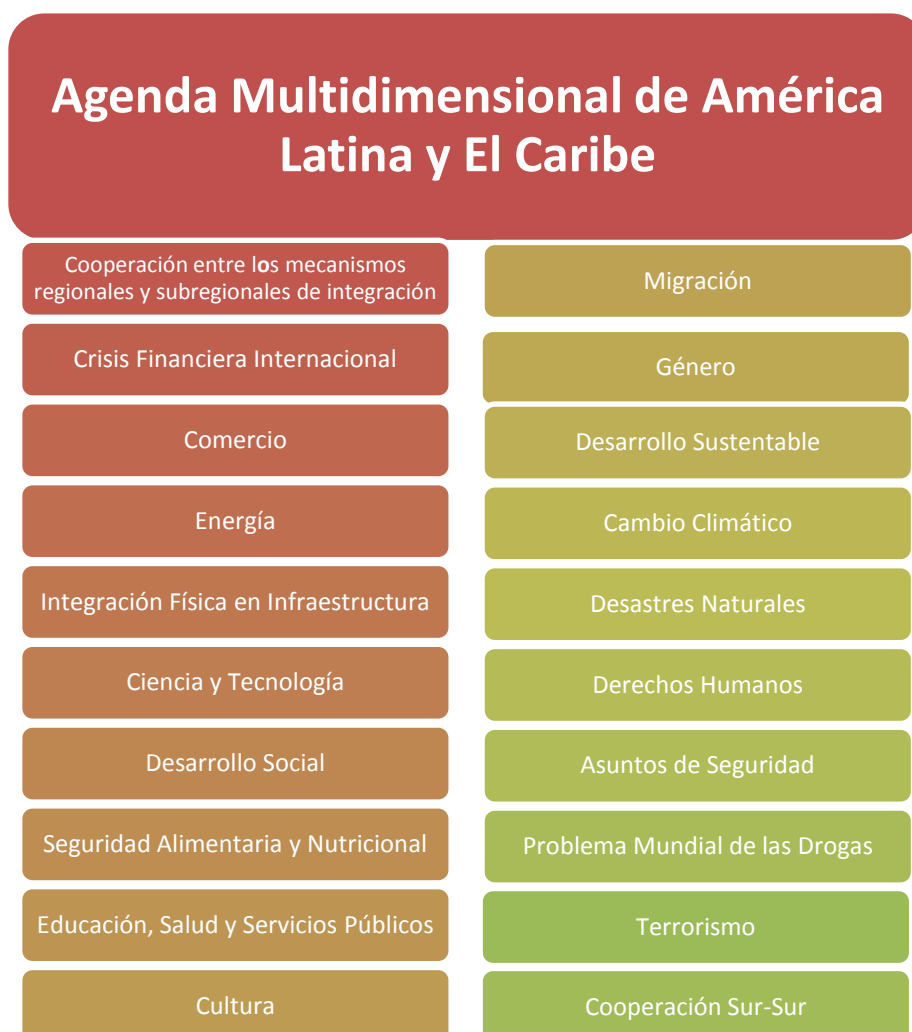 Agenda Multidimensional de América
Latina y El Caribe
Cooperación entre los mecanismos
regionales y subregionales de integración
Crisis Financiera Internacional
Comercio
Energía
Integración Física en Infraestructura
Ciencia y Tecnología
Desarrollo Social
Seguridad Alimentaria y Nutricional
Educación, Salud y Servicios Públicos
Cultura
Migración
Género
Desarrollo Sustentable
Cambio Climático
Desastres Naturales
Derechos Humanos
Asuntos de Seguridad
Problema Mundial de las Drogas
Terrorismo
Cooperación Sur-Sur